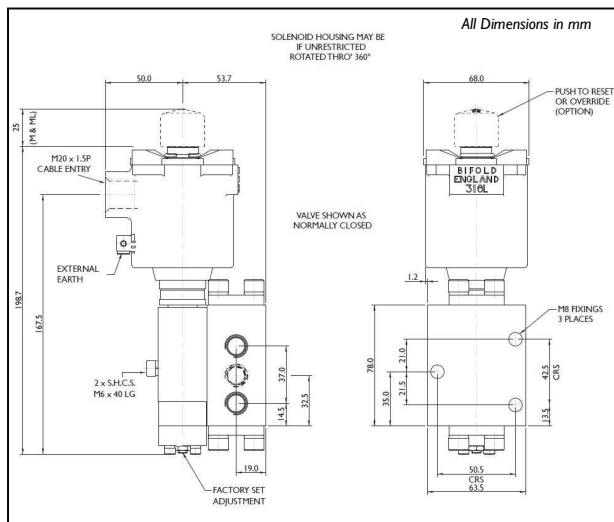 All Dimensions in mm
SOLENOID HOUSING MAY BE
IF UNRESTRICTED
ROTATED THRO' 360°
50.0
53.7
68.0
25
(M & ML)
PUSH TO RESET
OR OVERRIDE
(OPTION)
M20 x 1.5P
CABLE ENTRY
BIFOLD
ENGLAND
316L
VALVE SHOWN AS
NORMALLY CLOSED
EXTERNAL
EARTH
1.2
M8 FIXINGS
3 PLACES
198.7
167.5
2 x S.H.C.S.
M6 x 40 LG
37.0
32.5
14.5
19.0
78.0
35.0
21.0
21.5
42.5
CRS
13.5
50.5
CRS
63.5
FACTORY SET
ADJUSTMENT